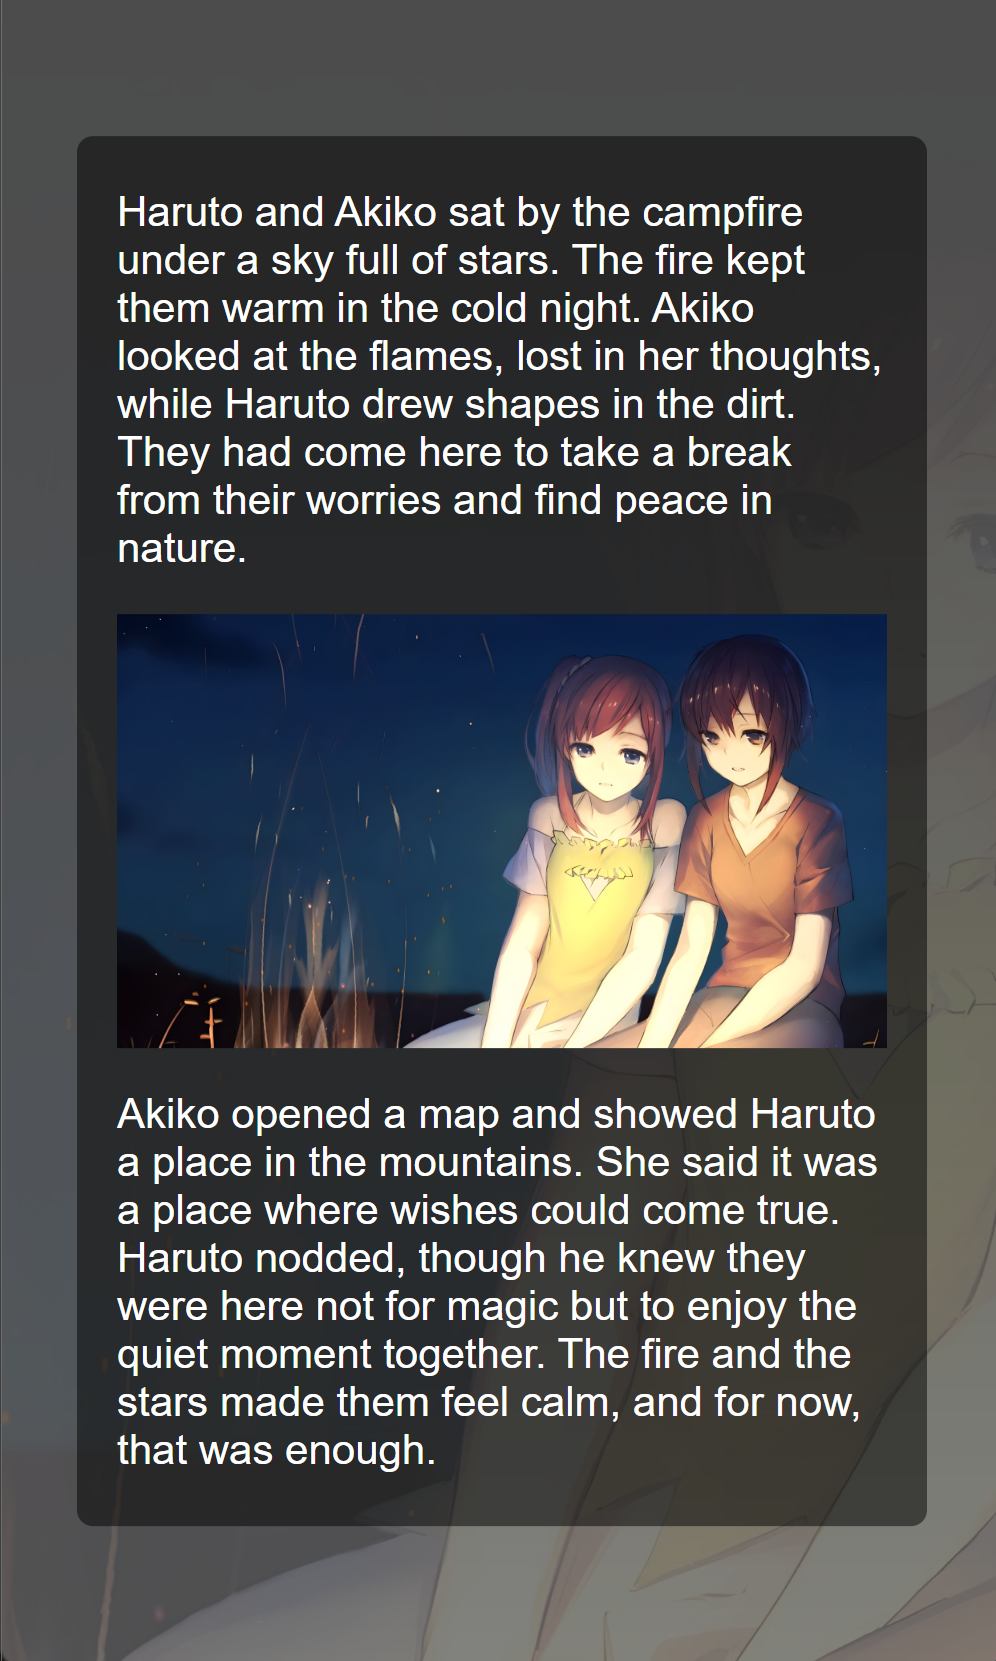 Haruto and Akiko sat by the campfire
under a sky full of stars. The fire kept
them warm in the cold night. Akiko
looked at the flames, lost in her thoughts,
while Haruto drew shapes in the dirt.
They had come here to take a break
from their worries and find peace in
nature.
Akiko opened a map and showed Haruto
a place in the mountains. She said it was
a place where wishes could come true.
Haruto nodded, though he knew they
were here not for magic but to enjoy the
quiet moment together. The fire and the
stars made them feel calm, and for now,
that was enough.